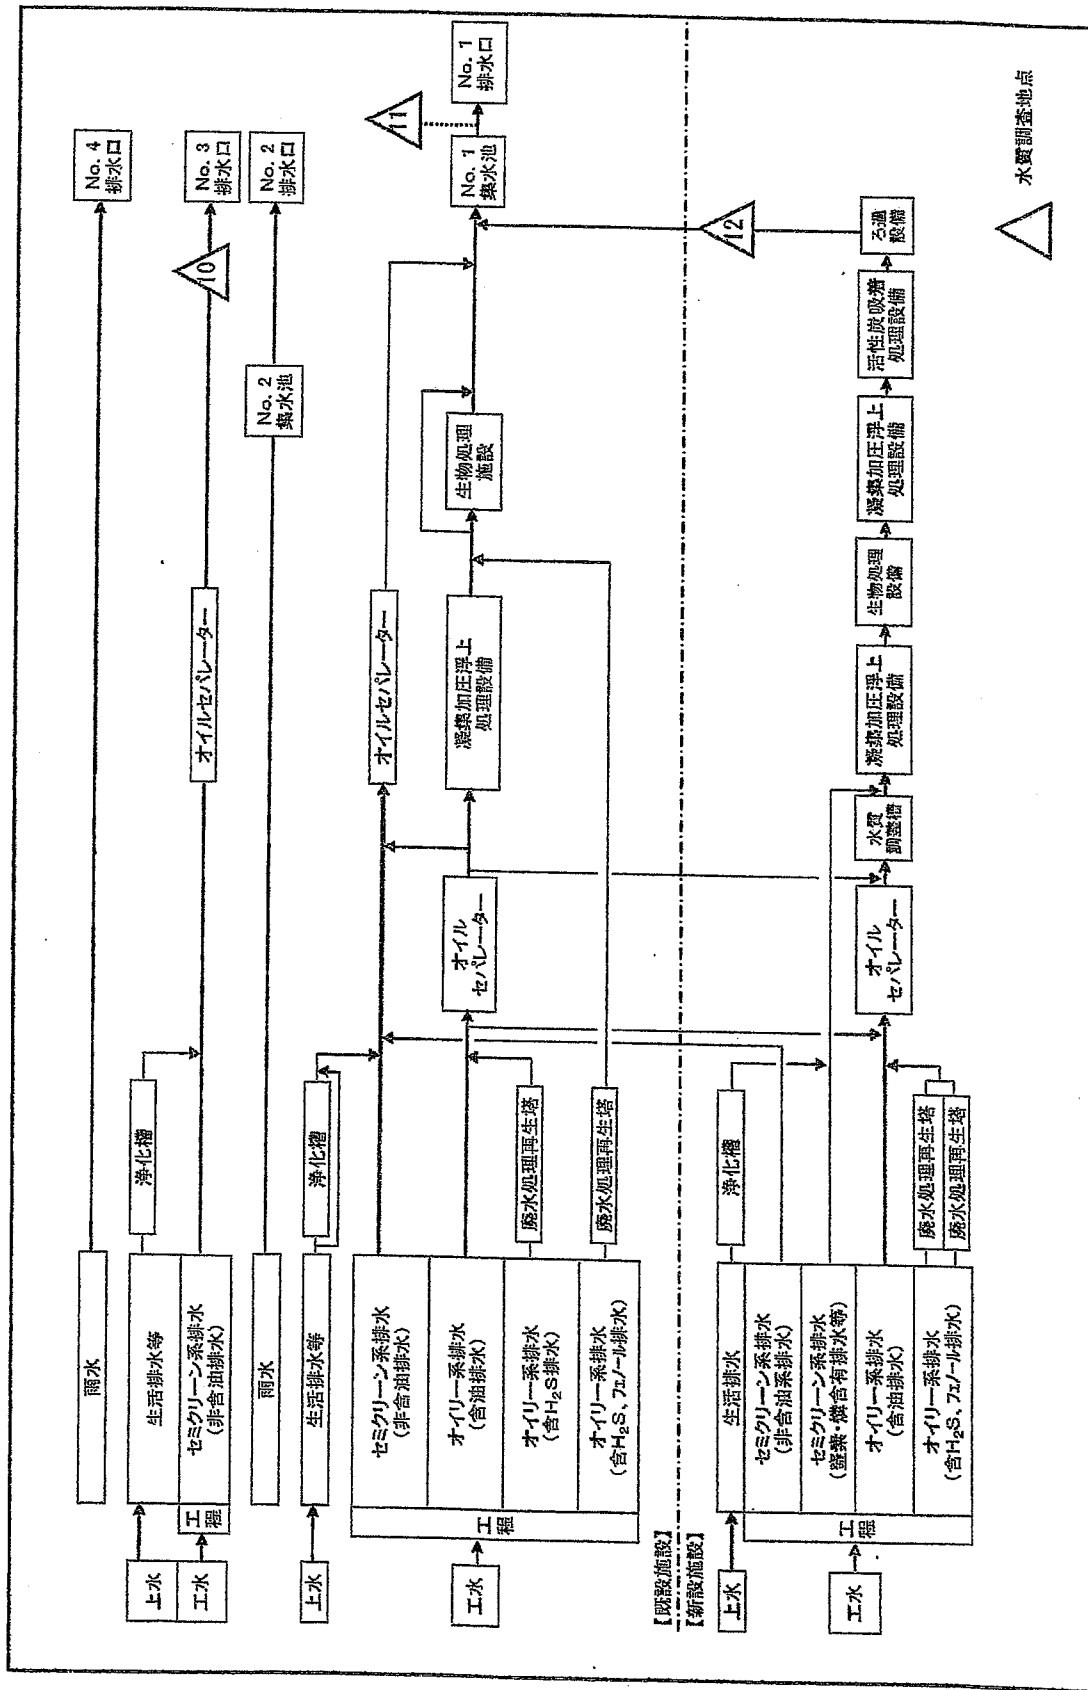 雨水
No. 4
排水口
上水
工水
工
程
生活排水等
セミクリーン系排水
(非含油排水)
浄化槽
オイルセパレーター
10
No. 3
排水口
雨水
No. 2
集水池
No. 2
排水口
上水
生活排水等
浄化槽
工水
工程
セミクリーン系排水
(非含油排水)
オイリー系排水
(含油排水)
オイリー系排水
(含H₂S排水)
オイリー系排水
(含H₂S、フェノール排水)
廃水処理再生塔
廃水処理再生塔
オイル
セパレーター
オイルセパレーター
凝集加圧浮上
処理設備
生物処理
施設
No. 1
集水池
11
No. 1
排水口
【既設施設】
【新設施設】
上水
生活排水
浄化槽
工水
工程
セミクリーン系排水
(非含油系排水)
セミクリーン系排水
(窒素・燐含有排水等)
オイリー系排水
(含油排水)
オイリー系排水
(含H₂S、フェノール排水)
廃水処理再生塔
廃水処理再生塔
オイル
セパレーター
水質
調整槽
凝集加圧浮上
処理設備
生物処理
設備
凝集加圧浮上
処理設備
活性炭吸着
処理設備
ろ過
設備
12
水質調査地点